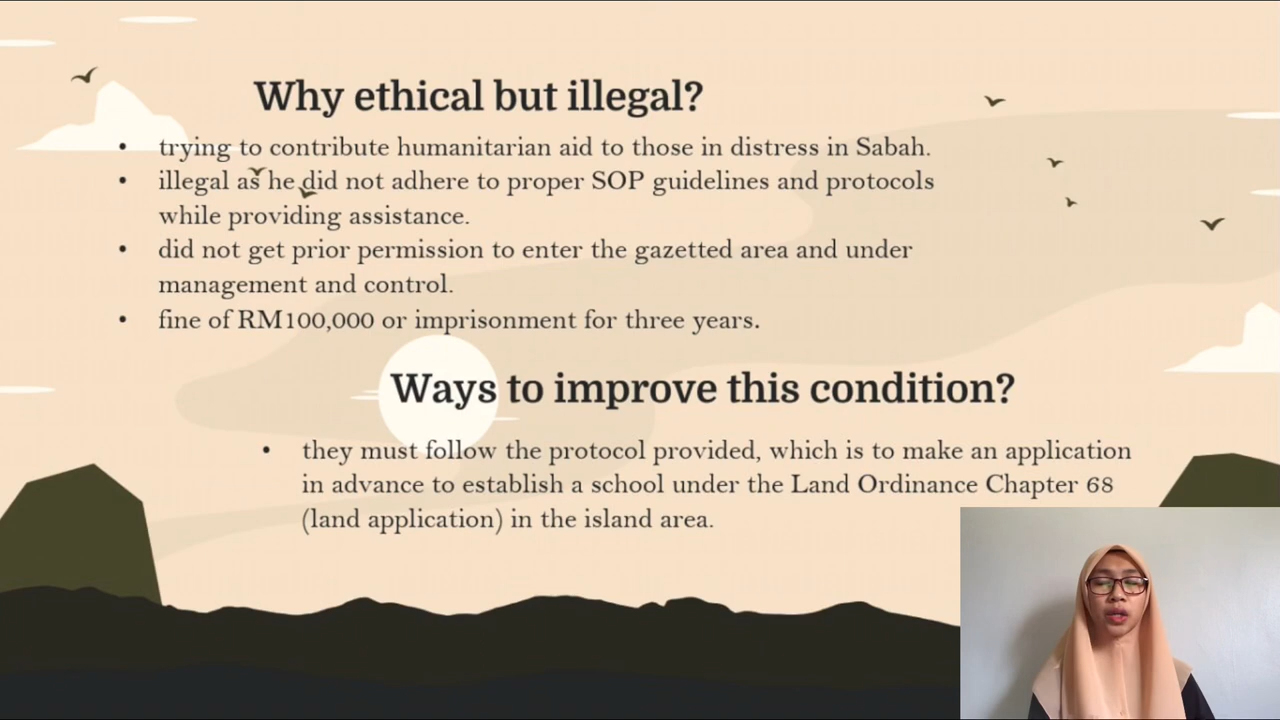 Why ethical but illegal?
• trying to contribute humanitarian aid to those in distress in Sabah.
• illegal as he did not adhere to proper SOP guidelines and protocols
while providing assistance.
• did not get prior permission to enter the gazetted area and under
management and control.
• fine of RM100,000 or imprisonment for three years.
Ways to improve this condition?
• they must follow the protocol provided, which is to make an application
in advance to establish a school under the Land Ordinance Chapter 68
(land application) in the island area.